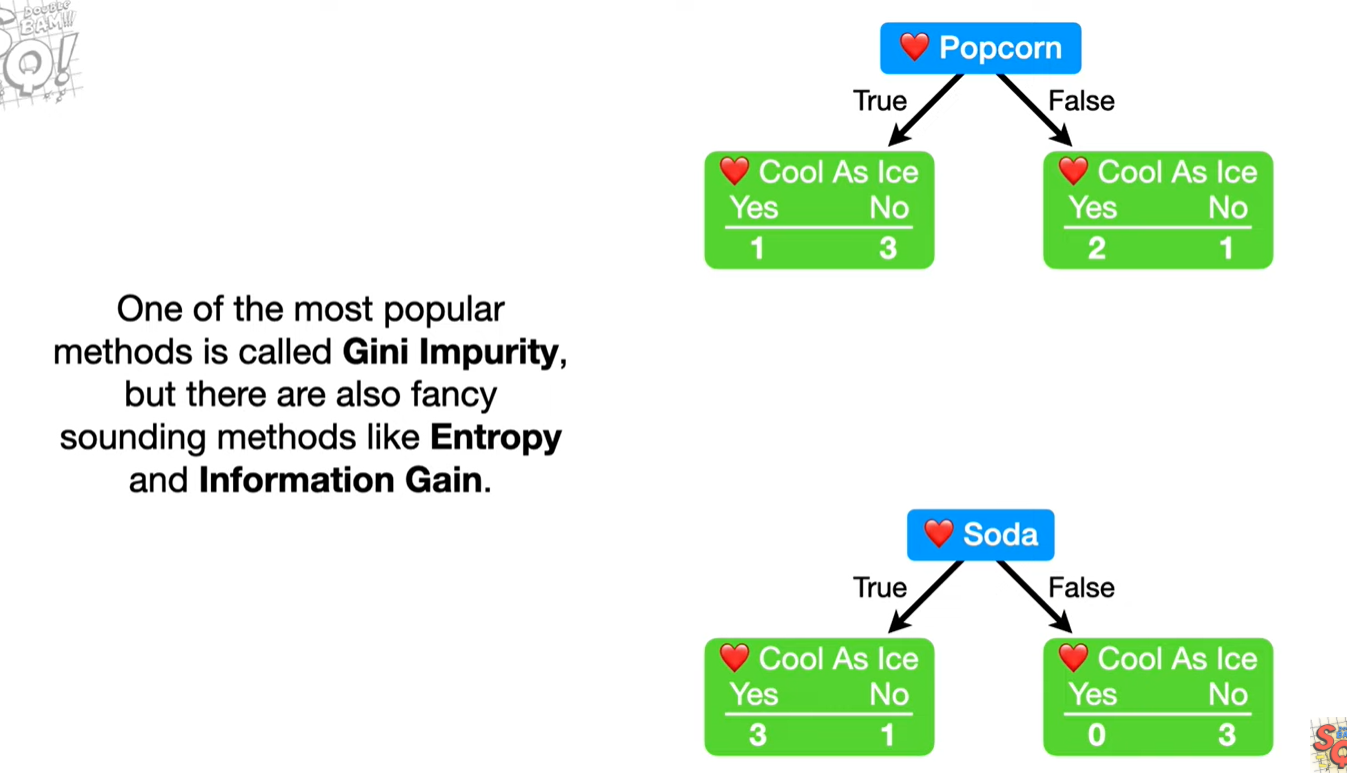 DOUBLE
BAM!!!
Q!
❤️ Popcorn
True False
❤️ Cool As Ice ❤️ Cool As Ice
Yes No Yes No
1 3 2 1
One of the most popular
methods is called Gini Impurity,
but there are also fancy
sounding methods like Entropy
and Information Gain.
❤️ Soda
True False
❤️ Cool As Ice ❤️ Cool As Ice
Yes No Yes No
3 1 0 3